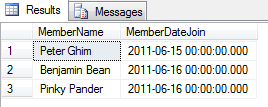 Results Messages
MemberName MemberDateJoin
1 Peter Ghim 2011-06-15 00:00:00.000
2 Benjamin Bean 2011-06-16 00:00:00.000
3 Pinky Pander 2011-06-16 00:00:00.000